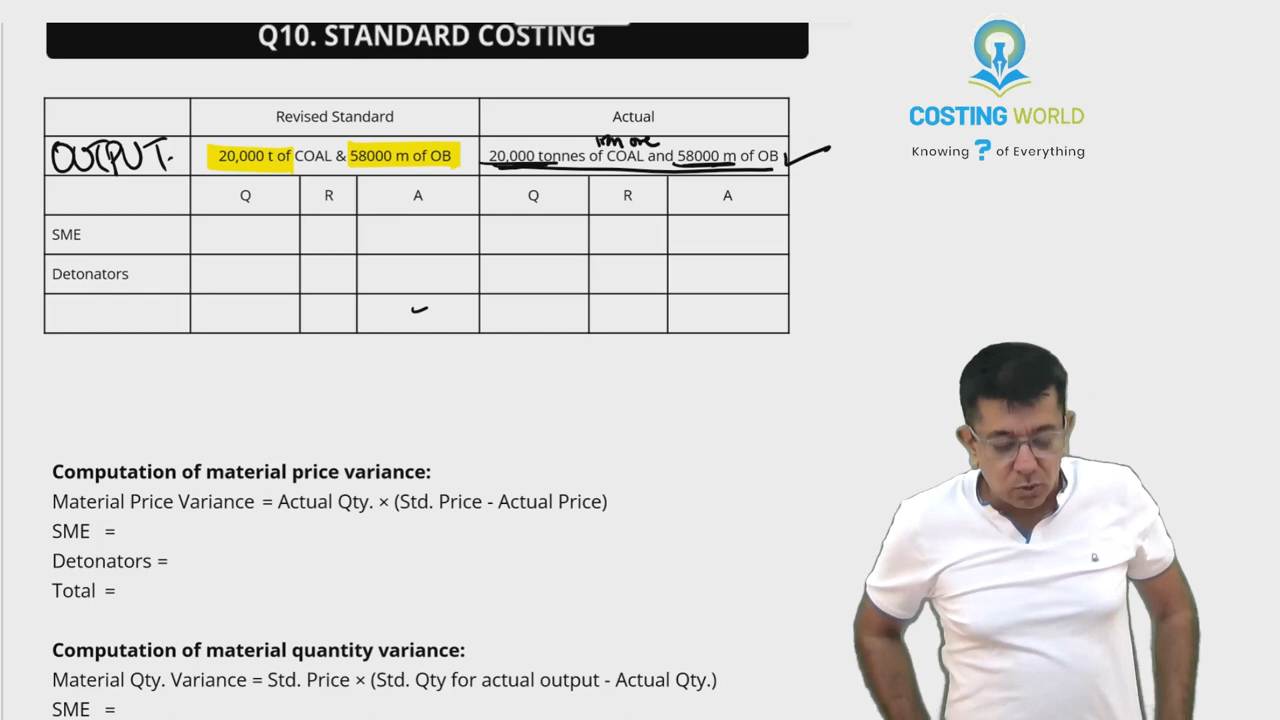 Q10. STANDARD COSTING
COSTING WORLD
Knowing ? of Everything
Revised Standard Actual
OUTPUT. 20,000 t of COAL & 58000 m of OB 20,000 tonnes of COAL and 58000 m of OB
Q R A Q R A
SME
Detonators
Computation of material price variance:
Material Price Variance = Actual Qty. × (Std. Price - Actual Price)
SME =
Detonators =
Total =
Computation of material quantity variance:
Material Qty. Variance = Std. Price × (Std. Qty for actual output - Actual Qty.)
SME =